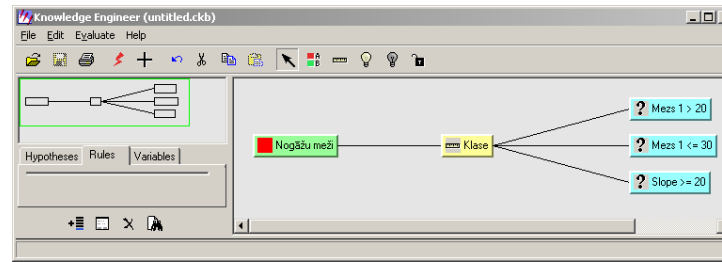 Knowledge Engineer (untitled.ckb)
File Edit Evaluate Help
Hypotheses Rules Variables
Nogāžu meži
Klase
? Mezs 1 > 20
? Mezs 1 <= 30
? Slope >= 20